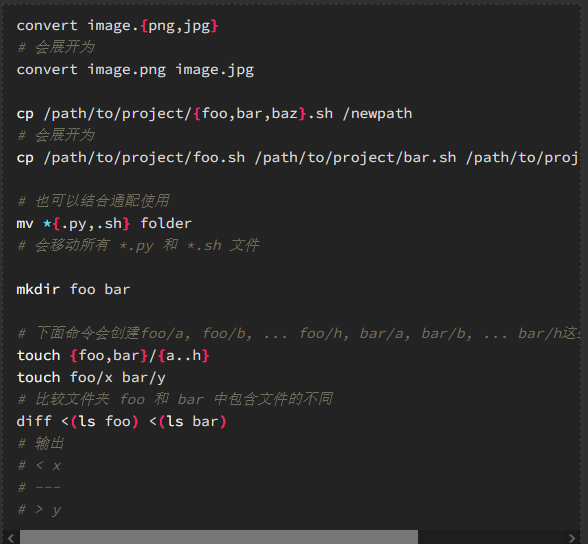 convert image.{png,jpg}
# 会展开为
convert image.png image.jpg
cp /path/to/project/{foo,bar,baz}.sh /newpath
# 会展开为
cp /path/to/project/foo.sh /path/to/project/bar.sh /path/to/proj
# 也可以结合通配使用
mv *{.py,.sh} folder
# 会移动所有 *.py 和 *.sh 文件
mkdir foo bar
# 下面命令会创建foo/a, foo/b, ... foo/h, bar/a, bar/b, ... bar/h这
touch {foo,bar}/{a..h}
touch foo/x bar/y
# 比较文件夹 foo 和 bar 中包含文件的不同
diff <(ls foo) <(ls bar)
# 输出
# < x
# ---
# > y